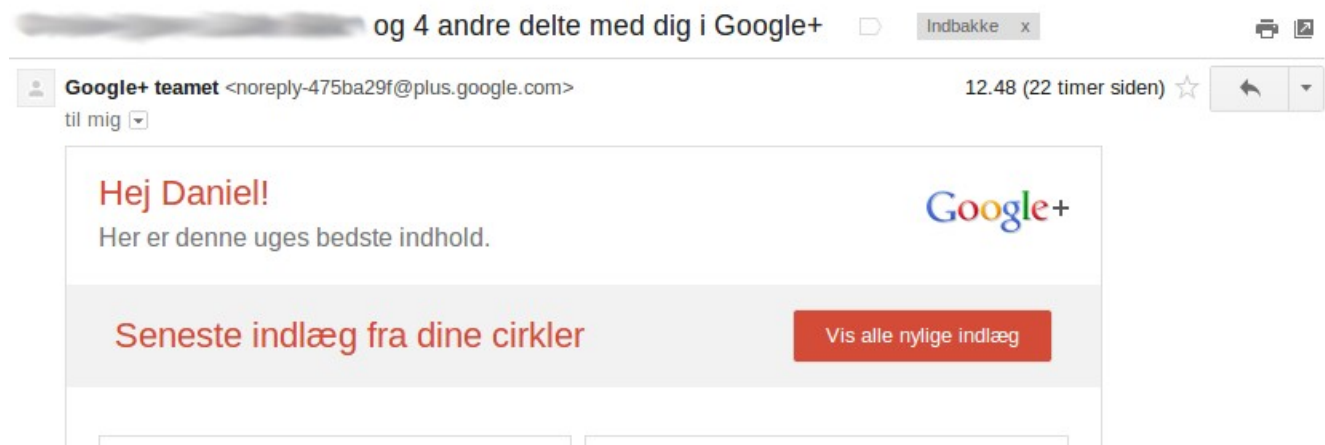 og 4 andre delte med dig i Google+ Indbakke x
Google+ teamet <noreply-475ba29f@plus.google.com> 12.48 (22 timer siden)
til mig
Hej Daniel!
Google+
Her er denne uges bedste indhold.
Seneste indlæg fra dine cirkler
Vis alle nylige indlæg